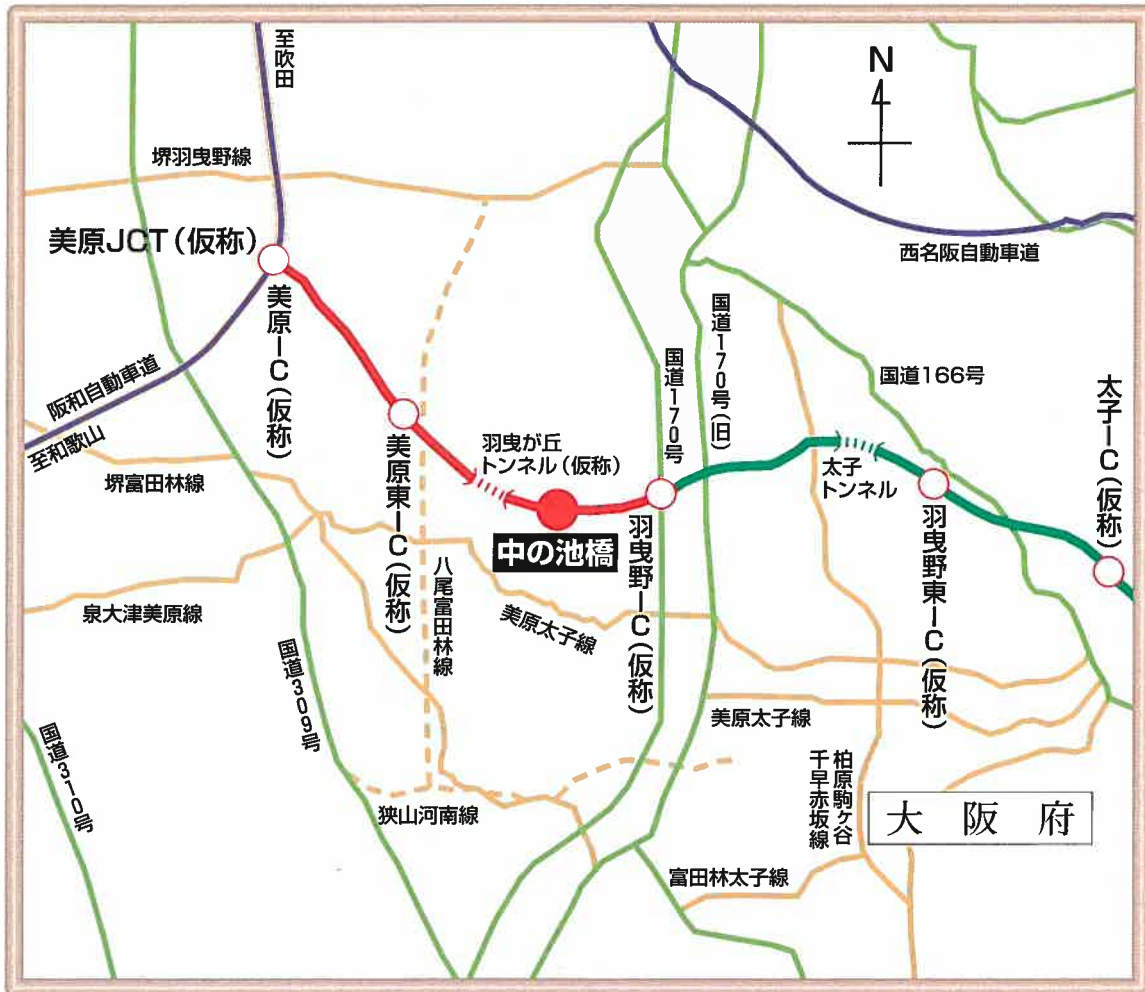 至吹田
N
堺羽曳野線
美原JCT(仮称)
西名阪自動車道
美原IC(仮称)
国道170号(旧)
国道170号
国道166号
阪和自動車道
至和歌山
太子IC(仮称)
羽曳が丘
トンネル(仮称)
太子
トンネル
堺富田林線
美原東IC(仮称)
中の池橋
羽曳野IC(仮称)
羽曳野東IC(仮称)
八尾富田林線
美原太子線
泉大津美原線
国道309号
美原太子線
国道310号
柏原駒ヶ谷
千早赤坂線
狭山河南線
大阪府
富田林太子線